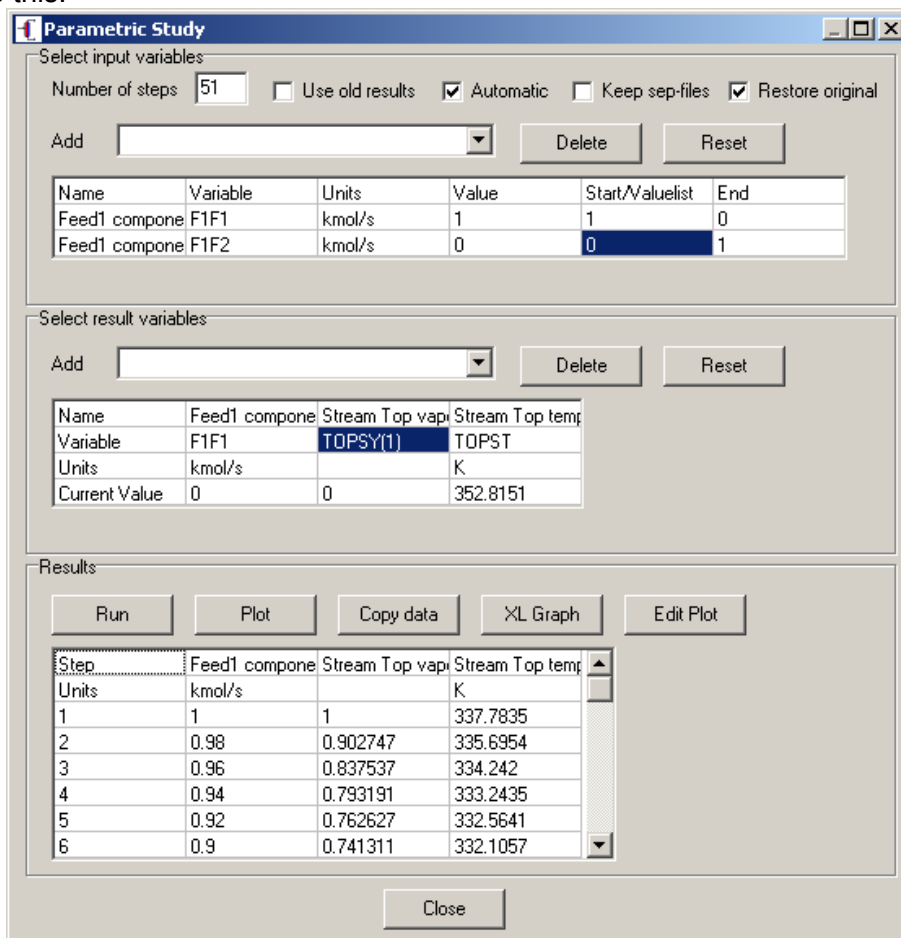 this.
Parametric Study
Select input variables
Number of steps 51 Use old results Automatic Keep sep-files Restore original
Add Delete Reset
Name Variable Units Value Start/Valuelist End
Feed1 compone F1F1 kmol/s 1 1 0
Feed1 compone F1F2 kmol/s 0 0 1
Select result variables
Add Delete Reset
Name Feed1 compone Stream Top vap Stream Top temp
Variable F1F1 TOPSY(1) TOPST
Units kmol/s K
Current Value 0 0 352.8151
Results
Run Plot Copy data XL Graph Edit Plot
Step Feed1 compone Stream Top vap Stream Top temp
Units kmol/s K
1 1 1 337.7835
2 0.98 0.902747 335.6954
3 0.96 0.837537 334.242
4 0.94 0.793191 333.2435
5 0.92 0.762627 332.5641
6 0.9 0.741311 332.1057
Close